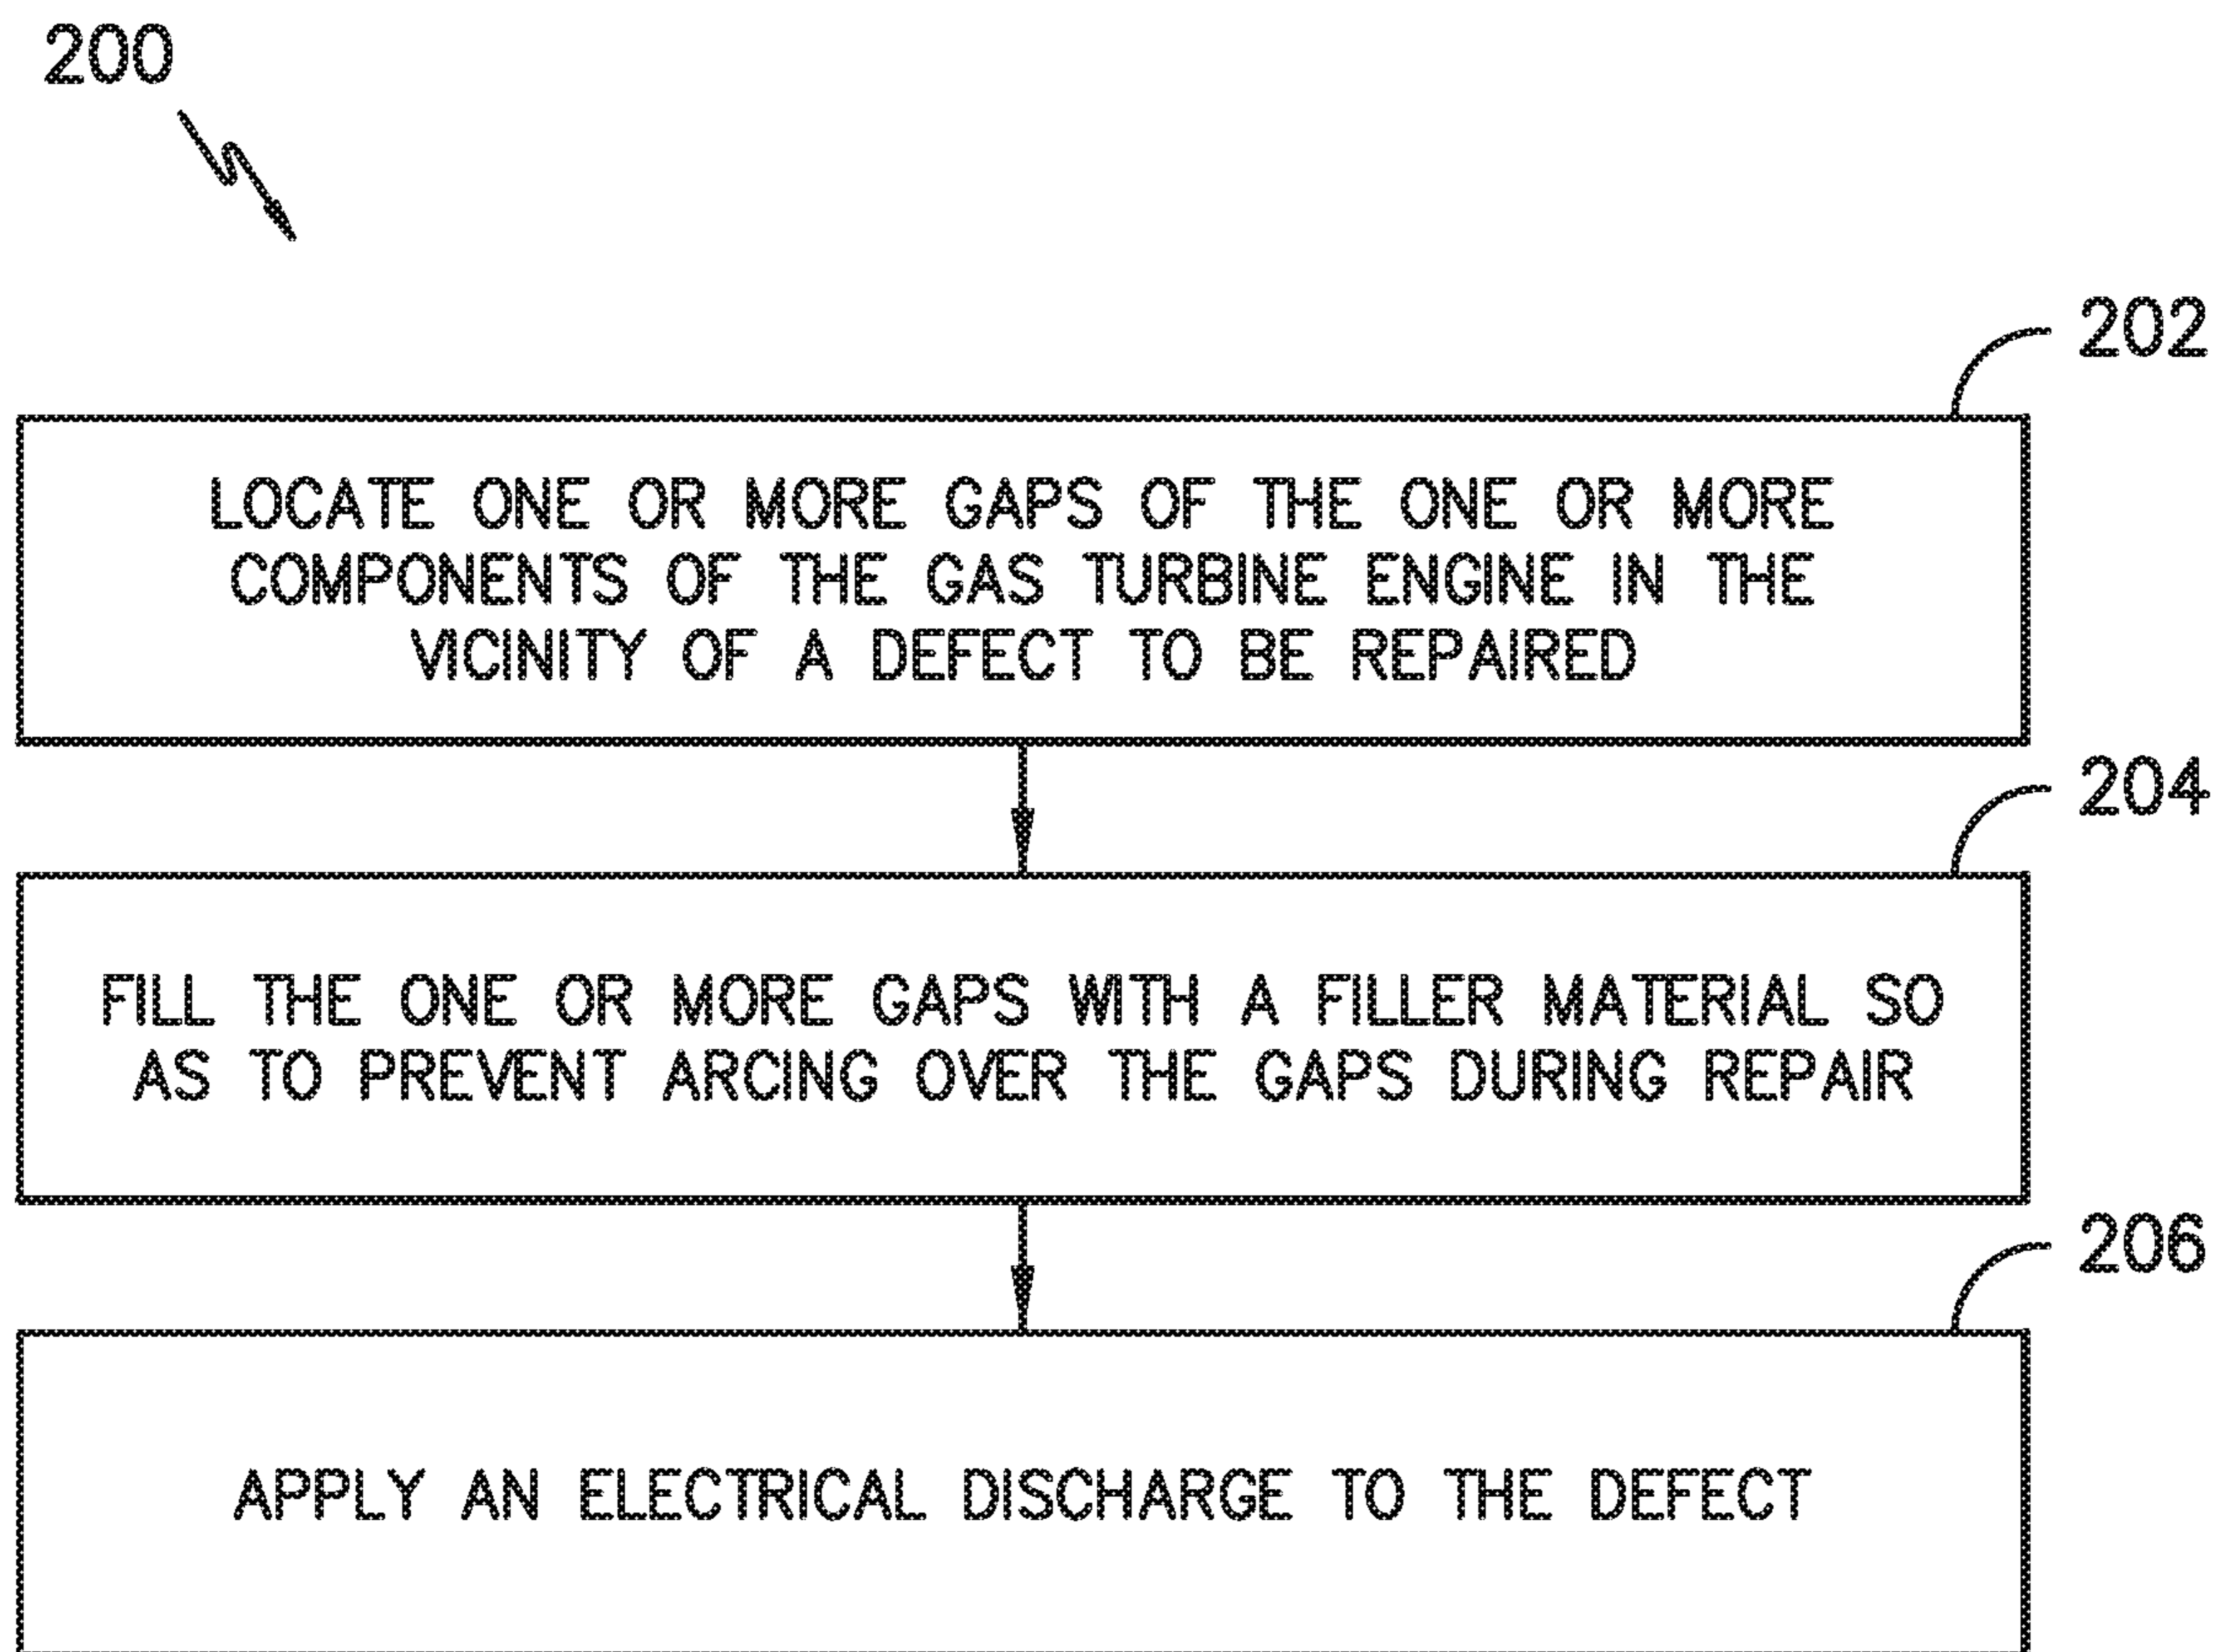 200
202
LOCATE ONE OR MORE GAPS OF THE ONE OR MORE
COMPONENTS OF THE GAS TURBINE ENGINE IN THE
VICINITY OF A DEFECT TO BE REPAIRED
204
FILL THE ONE OR MORE GAPS WITH A FILLER MATERIAL SO
AS TO PREVENT ARCING OVER THE GAPS DURING REPAIR
206
APPLY AN ELECTRICAL DISCHARGE TO THE DEFECT